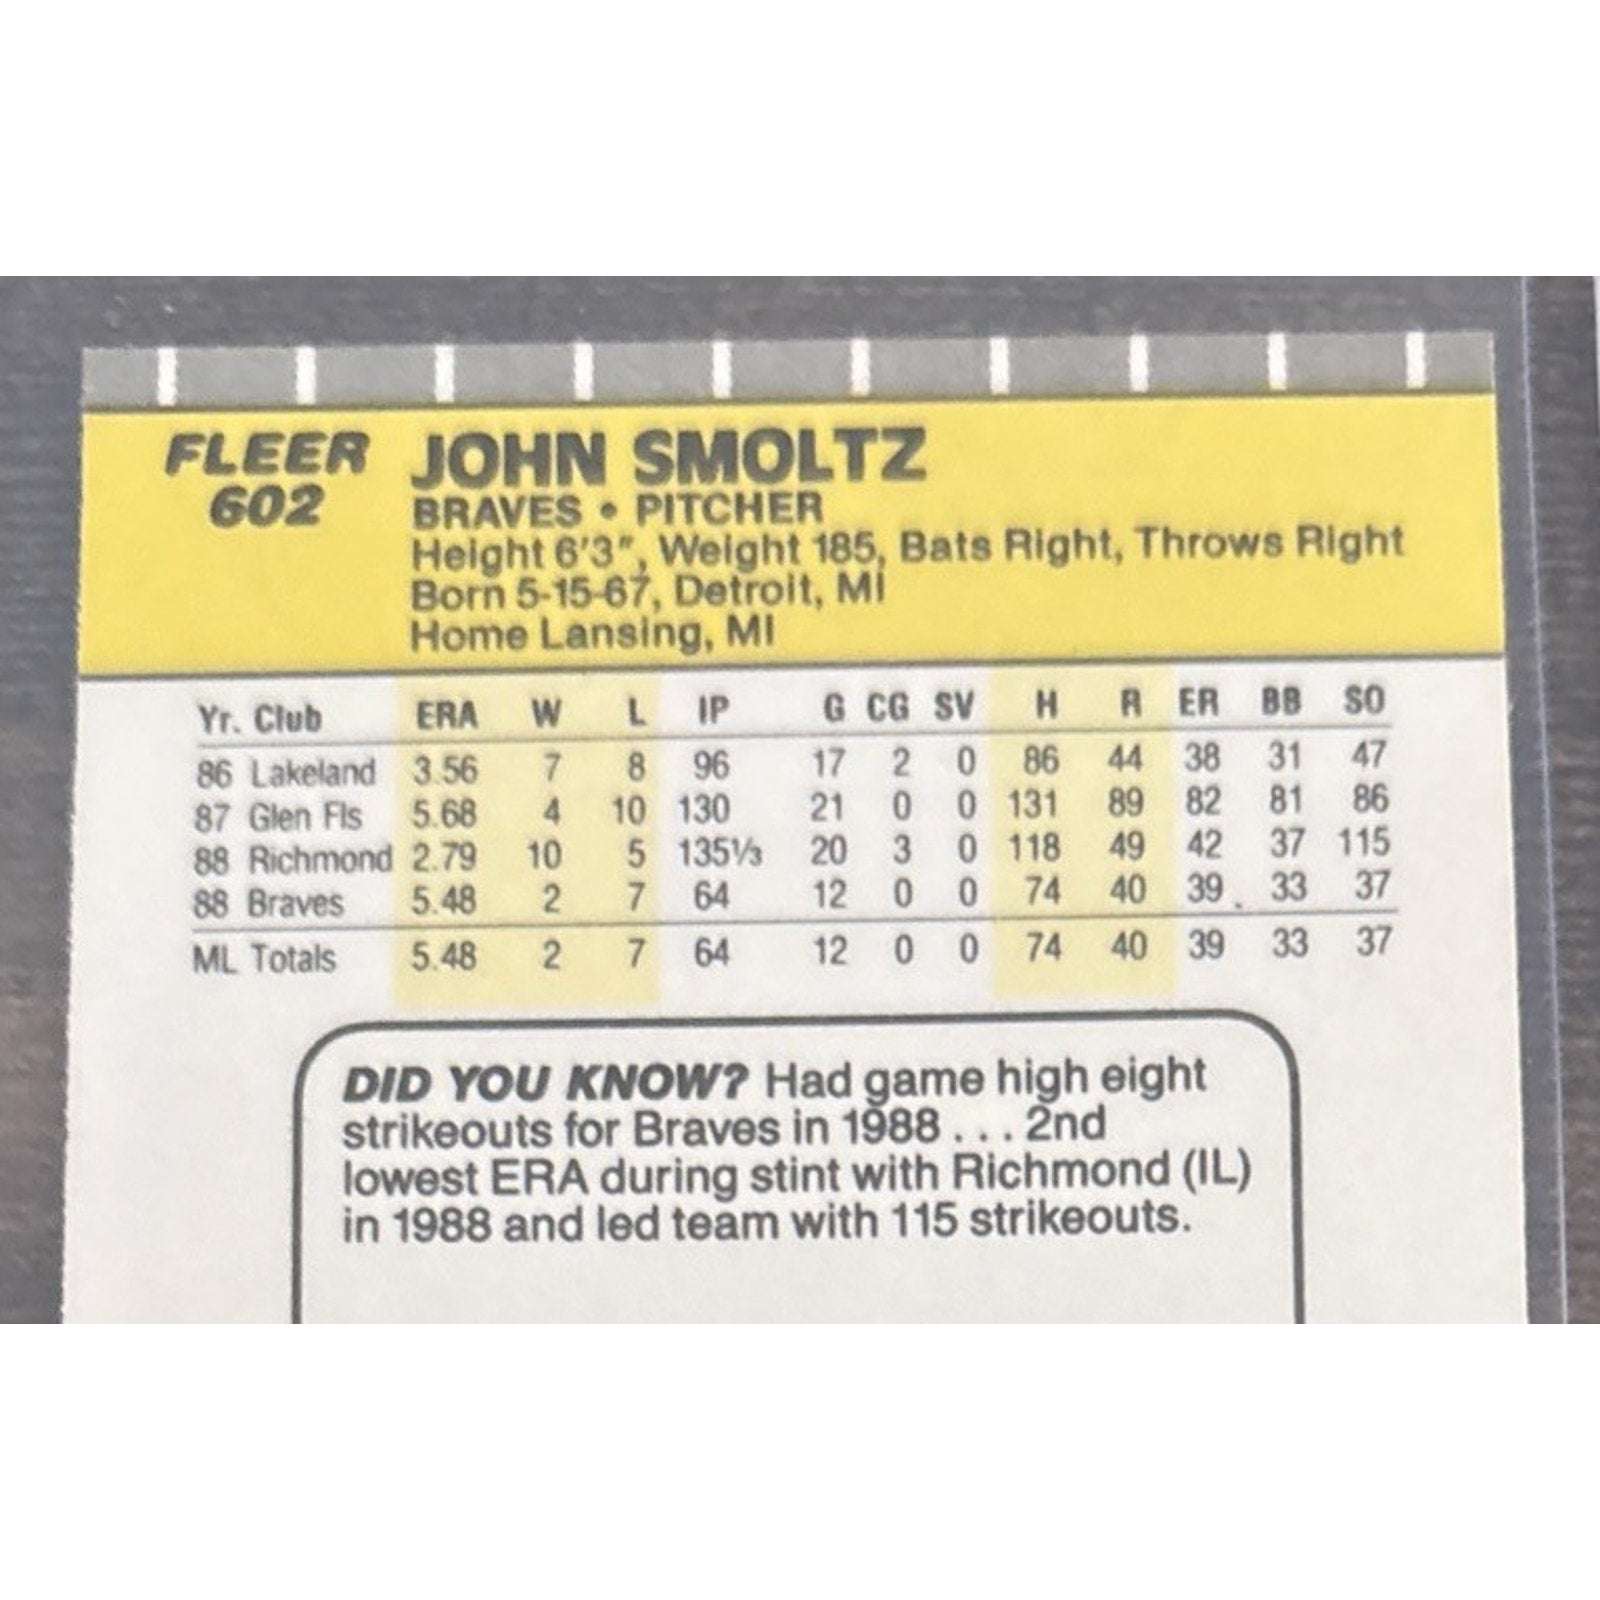 FLEER
602
JOHN SMOLTZ
BRAVES • PITCHER
Height 6'3", Weight 185, Bats Right, Throws Right
Born 5-15-67, Detroit, MI
Home Lansing, MI
Yr. Club ERA W L IP G CG SV H R ER BB SO
86 Lakeland 3.56 7 8 96 17 2 0 86 44 38 31 47
87 Glen Fls 5.68 4 10 130 21 0 0 131 89 82 81 86
88 Richmond 2.79 10 5 135⅓ 20 3 0 118 49 42 37 115
88 Braves 5.48 2 7 64 12 0 0 74 40 39 33 37
ML Totals 5.48 2 7 64 12 0 0 74 40 39 33 37
DID YOU KNOW? Had game high eight
strikeouts for Braves in 1988 . . . 2nd
lowest ERA during stint with Richmond (IL)
in 1988 and led team with 115 strikeouts.